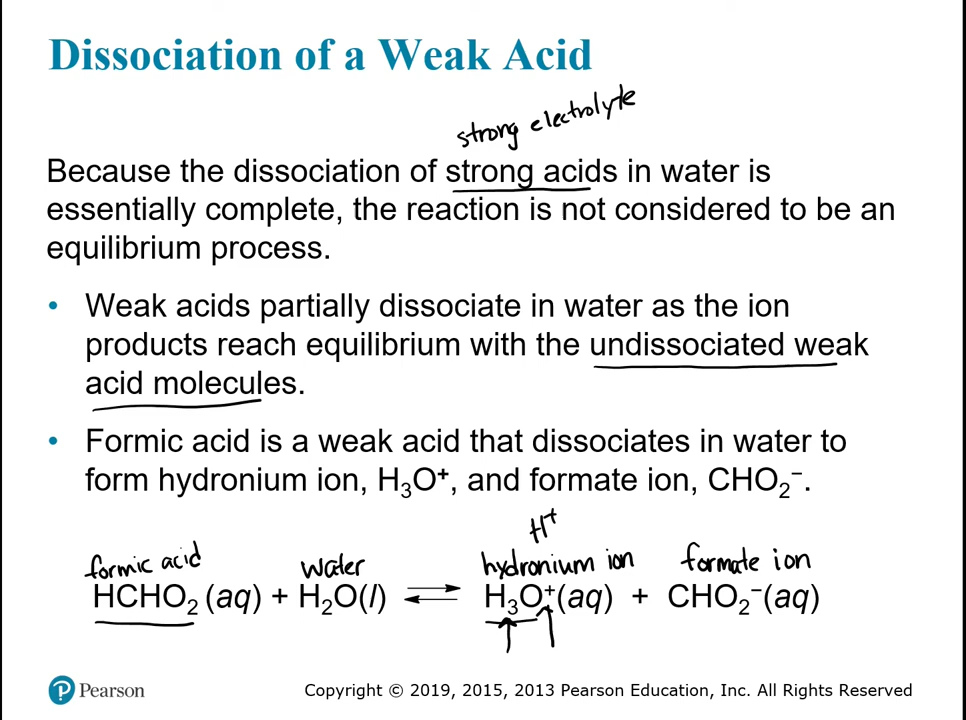 Dissociation of a Weak Acid
strong electrolyte
Because the dissociation of strong acids in water is
essentially complete, the reaction is not considered to be an
equilibrium process.
• Weak acids partially dissociate in water as the ion
products reach equilibrium with the undissociated weak
acid molecules.
• Formic acid is a weak acid that dissociates in water to
form hydronium ion, H₃O⁺, and formate ion, CHO₂⁻.
H⁺
formic acid water hydronium ion formate ion
HCHO₂(aq) + H₂O(l) ⇌ H₃O⁺(aq) + CHO₂⁻(aq)
P Pearson
Copyright © 2019, 2015, 2013 Pearson Education, Inc. All Rights Reserved